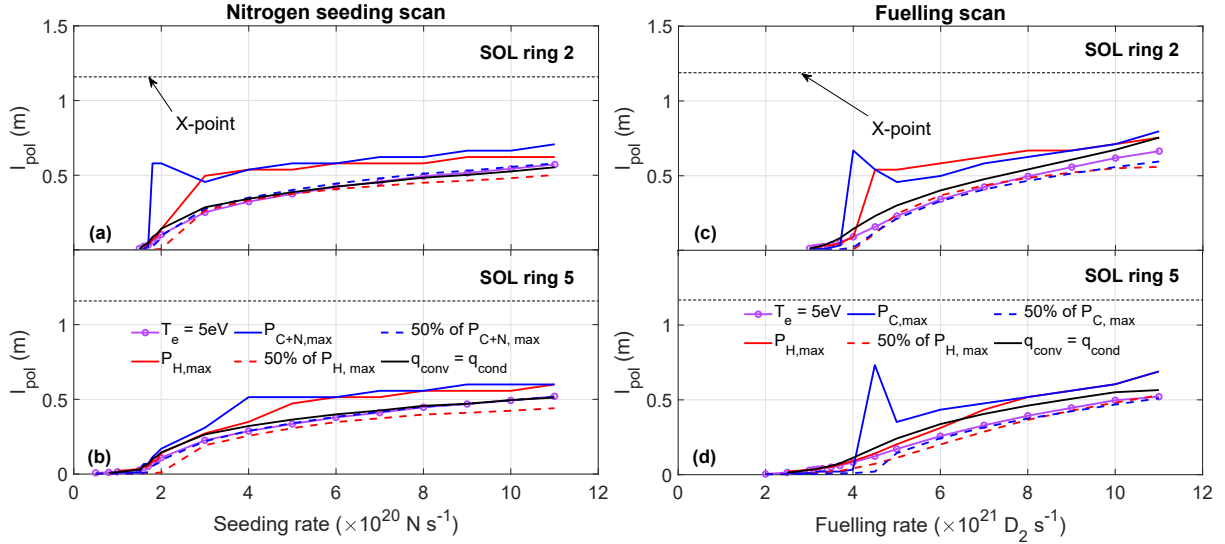 Nitrogen seeding scan
1.5
SOL ring 2
1
X-point
0.5
(a)
0
l_pol (m)
SOL ring 5
1
T_e = 5eV
P_C+N,max
50% of P_C+N, max
P_H,max
50% of P_H, max
q_conv = q_cond
0.5
(b)
0
l_pol (m)
0 2 4 6 8 10 12
Seeding rate (×10^20 N s^-1)
Fuelling scan
1.5
SOL ring 2
1
X-point
0.5
(c)
0
l_pol (m)
SOL ring 5
1
T_e = 5eV
P_C,max
50% of P_C, max
P_H,max
50% of P_H, max
q_conv = q_cond
0.5
(d)
0
l_pol (m)
0 2 4 6 8 10 12
Fuelling rate (×10^21 D_2 s^-1)